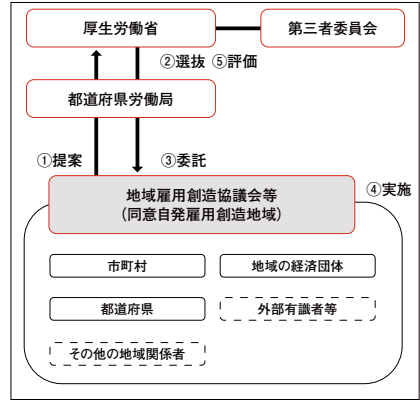 厚生労働省
第三者委員会
②選抜 ⑤評価
都道府県労働局
①提案
③委託
④実施
地域雇用創造協議会等
(同意自発雇用創造地域)
市町村
地域の経済団体
都道府県
外部有識者等
その他の地域関係者